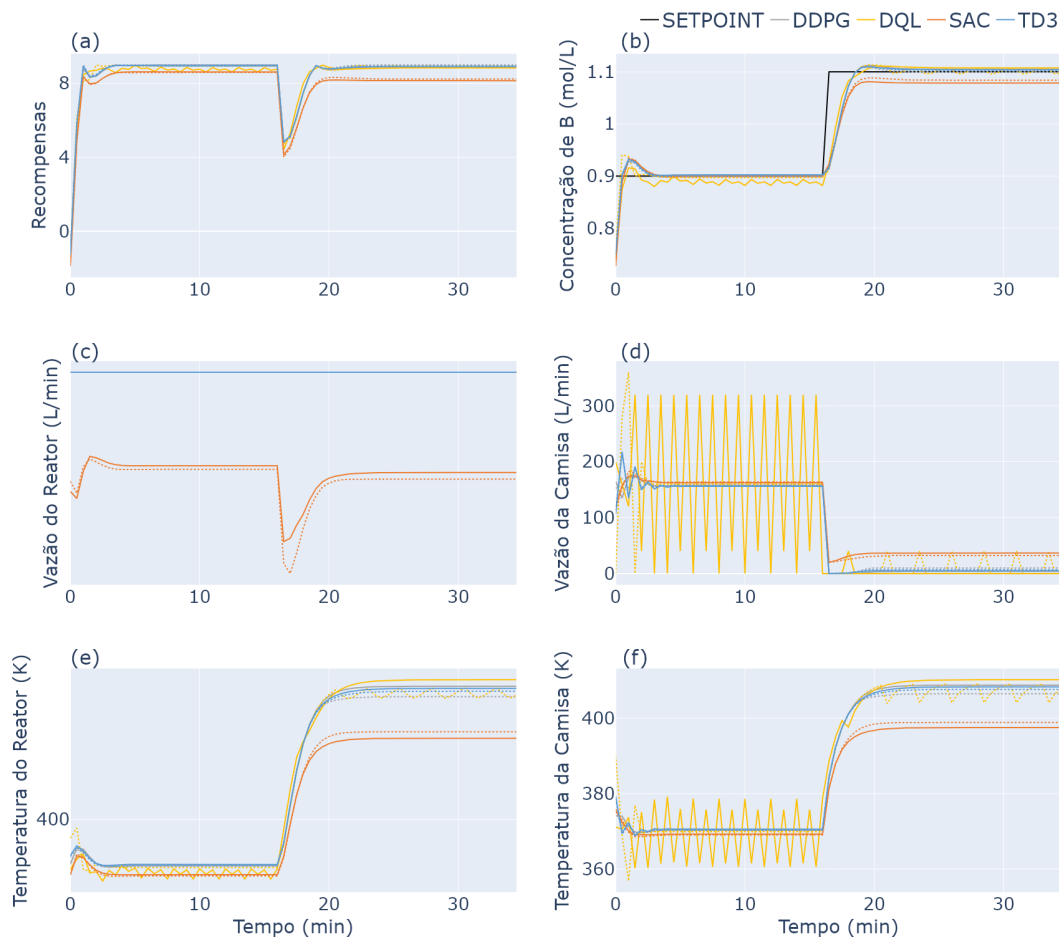 SETPOINT DDPG DQL SAC TD3
(a)
Recompensas
8
4
0
0 10 20 30
(b)
Concentração de B (mol/L)
1.1
1
0.9
0.8
0 10 20 30
(c)
Vazão do Reator (L/min)
0 10 20 30
(d)
Vazão da Camisa (L/min)
300
200
100
0
0 10 20 30
(e)
Temperatura do Reator (K)
400
0 10 20 30
Tempo (min)
(f)
Temperatura da Camisa (K)
400
380
360
0 10 20 30
Tempo (min)